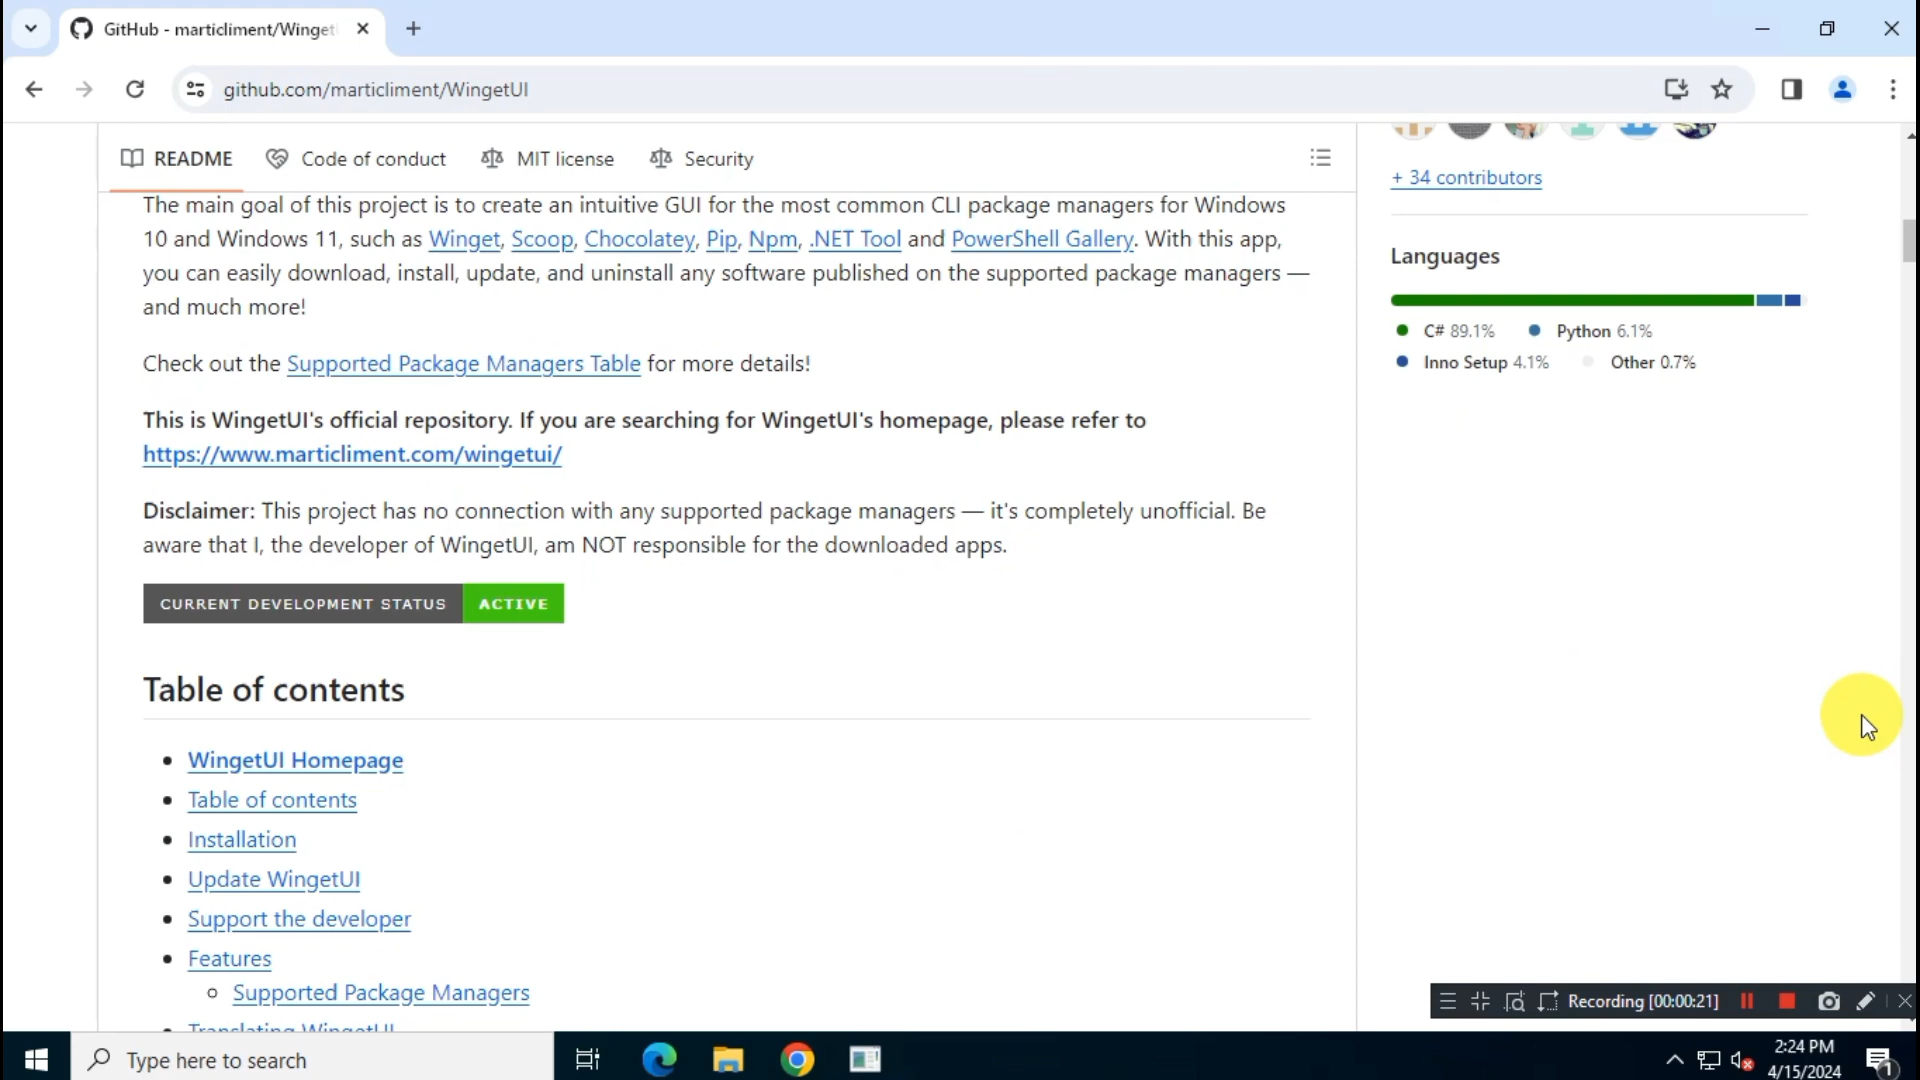 GitHub - marticliment/Winget
github.com/marticliment/WingetUI
README
Code of conduct
MIT license
Security
The main goal of this project is to create an intuitive GUI for the most common CLI package managers for Windows
10 and Windows 11, such as Winget, Scoop, Chocolatey, Pip, Npm, .NET Tool and PowerShell Gallery. With this app,
you can easily download, install, update, and uninstall any software published on the supported package managers —
and much more!
Check out the Supported Package Managers Table for more details!
This is WingetUI's official repository. If you are searching for WingetUI's homepage, please refer to
https://www.marticliment.com/wingetui/
Disclaimer: This project has no connection with any supported package managers — it's completely unofficial. Be
aware that I, the developer of WingetUI, am NOT responsible for the downloaded apps.
CURRENT DEVELOPMENT STATUS ACTIVE
Table of contents
WingetUI Homepage
Table of contents
Installation
Update WingetUI
Support the developer
Features
Supported Package Managers
Translating WingetUI
+ 34 contributors
Languages
C# 89.1%
Python 6.1%
Inno Setup 4.1%
Other 0.7%
Recording [00:00:21]
Type here to search
2:24 PM
4/15/2024
1